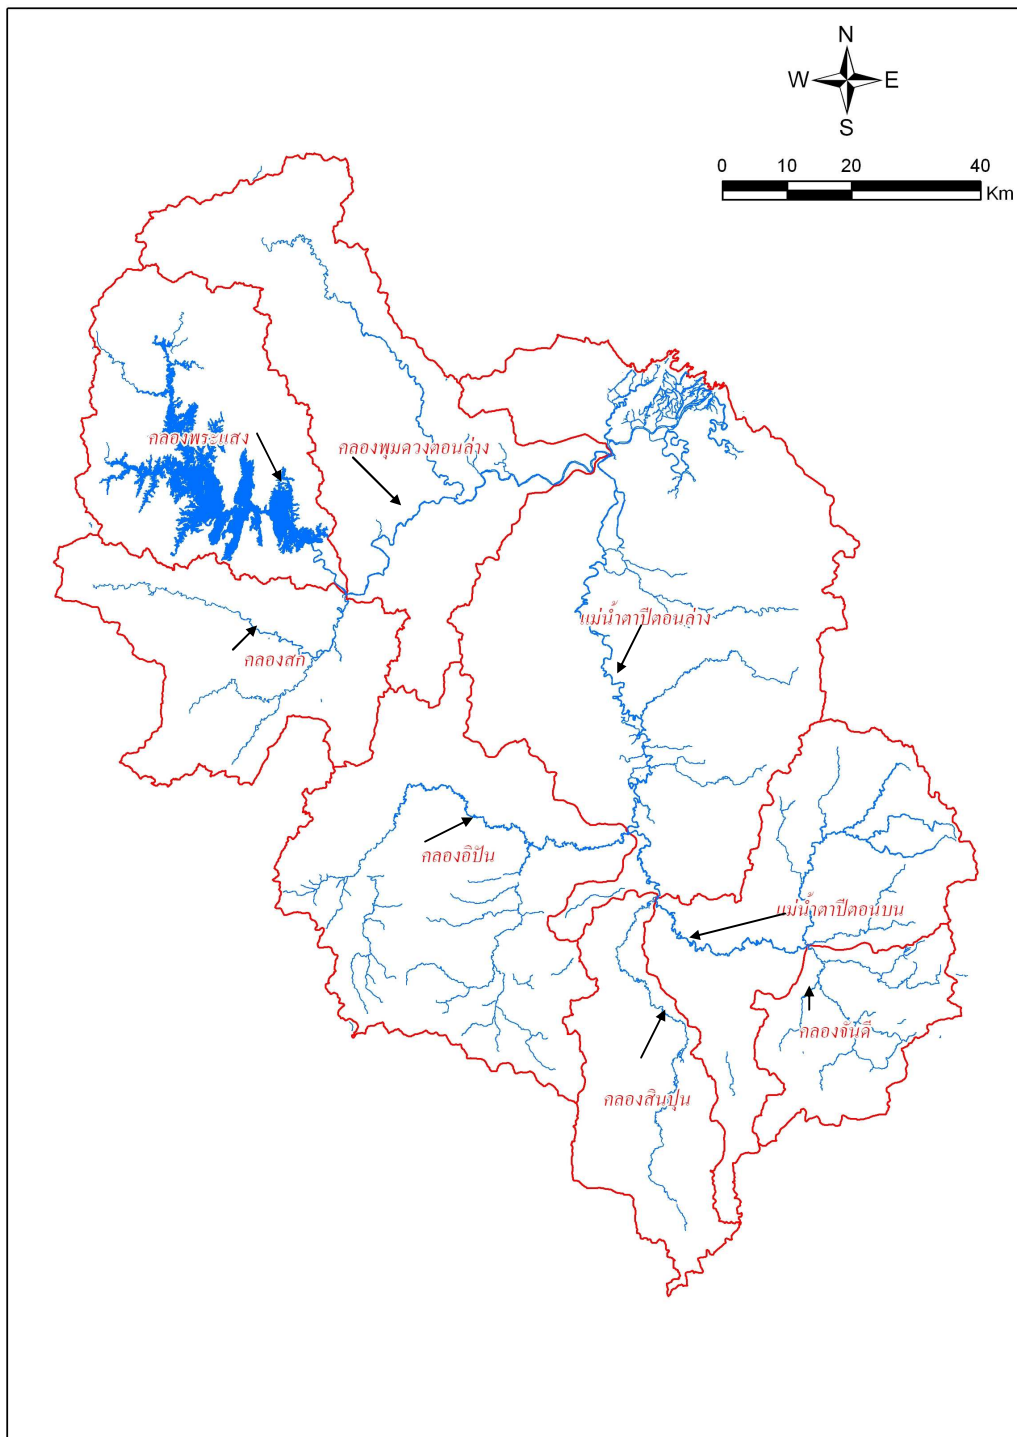 N
W E
S
0 10 20 40
Km
คลองพระแสง
คลองพุมดวงตอนล่าง
แม่น้ำตาปีตอนล่าง
คลองสก
คลองอิปัน
แม่น้ำตาปีตอนบน
คลองจันดี
คลองสินปุน